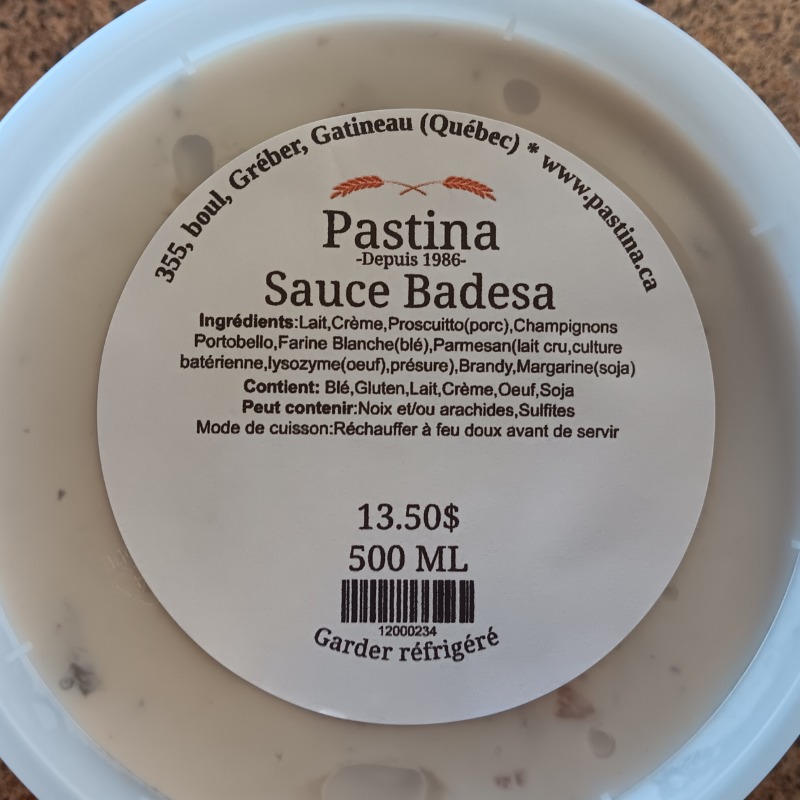 355, boul, Gréber, Gatineau (Québec) * www.pastina.ca
Pastina
-Depuis 1986-
Sauce Badesa
Ingrédients:Lait,Crème,Proscuitto(porc),Champignons
Portobello,Farine Blanche(blé),Parmesan(lait cru,culture
batérienne,lysozyme(oeuf),présure),Brandy,Margarine(soja)
Contient: Blé,Gluten,Lait,Crème,Oeuf,Soja
Peut contenir:Noix et/ou arachides,Sulfites
Mode de cuisson:Réchauffer à feu doux avant de servir
13.50$
500 ML
12000234
Garder réfrigéré